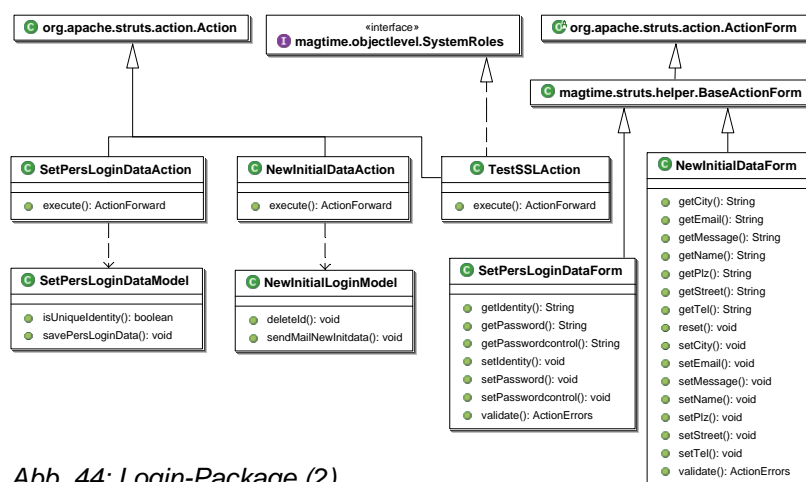 org.apache.struts.action.Action
«interface»
magtime.objectlevel.SystemRoles
org.apache.struts.action.ActionForm
magtime.struts.helper.BaseActionForm
SetPersLoginDataAction
execute(): ActionForward
NewInitialDataAction
execute(): ActionForward
TestSSLAction
execute(): ActionForward
NewInitialDataForm
getCity(): String
getEmail(): String
getMessage(): String
getName(): String
getPlz(): String
getStreet(): String
getTel(): String
reset(): void
setCity(): void
setEmail(): void
setMessage(): void
setName(): void
setPlz(): void
setStreet(): void
setTel(): void
validate(): ActionErrors
SetPersLoginDataModel
isUniqueIdentity(): boolean
savePersLoginData(): void
NewInitialLoginModel
deleteId(): void
sendMailNewInitdata(): void
SetPersLoginDataForm
getIdentity(): String
getPassword(): String
getPasswordcontrol(): String
setIdentity(): void
setPassword(): void
setPasswordcontrol(): void
validate(): ActionErrors
Abb. 44: Login-Package (2)